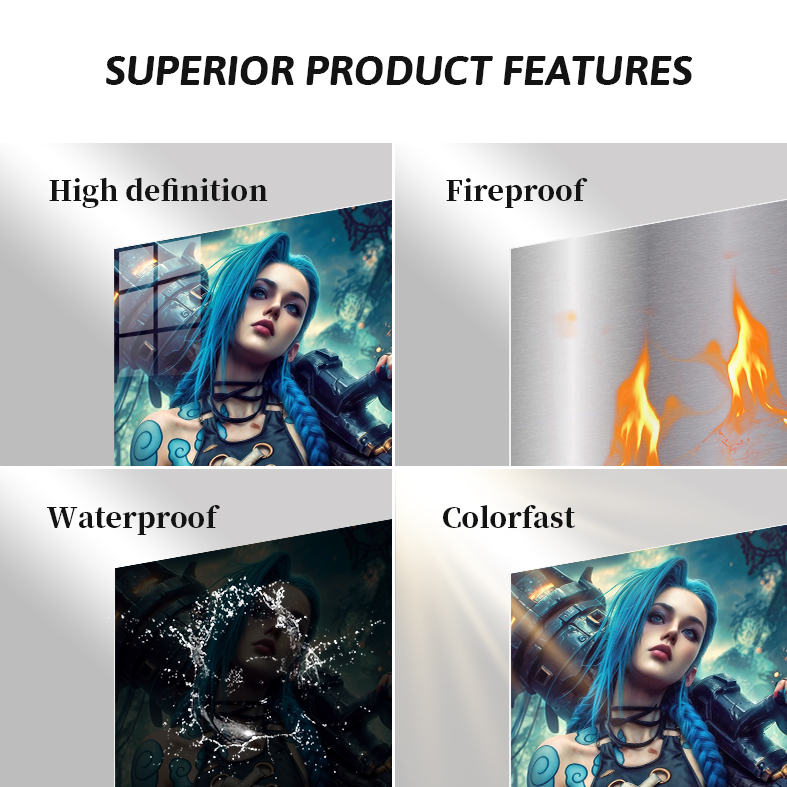 SUPERIOR PRODUCT FEATURES
High definition
Fireproof
Waterproof
Colorfast